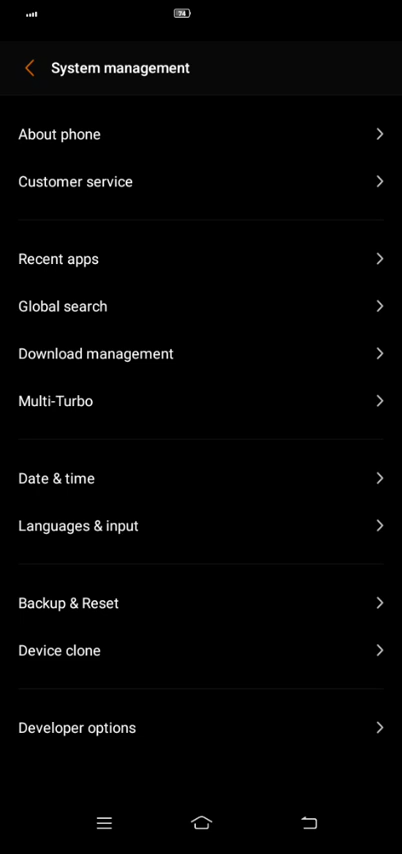 74
System management
About phone
Customer service
Recent apps
Global search
Download management
Multi-Turbo
Date & time
Languages & input
Backup & Reset
Device clone
Developer options